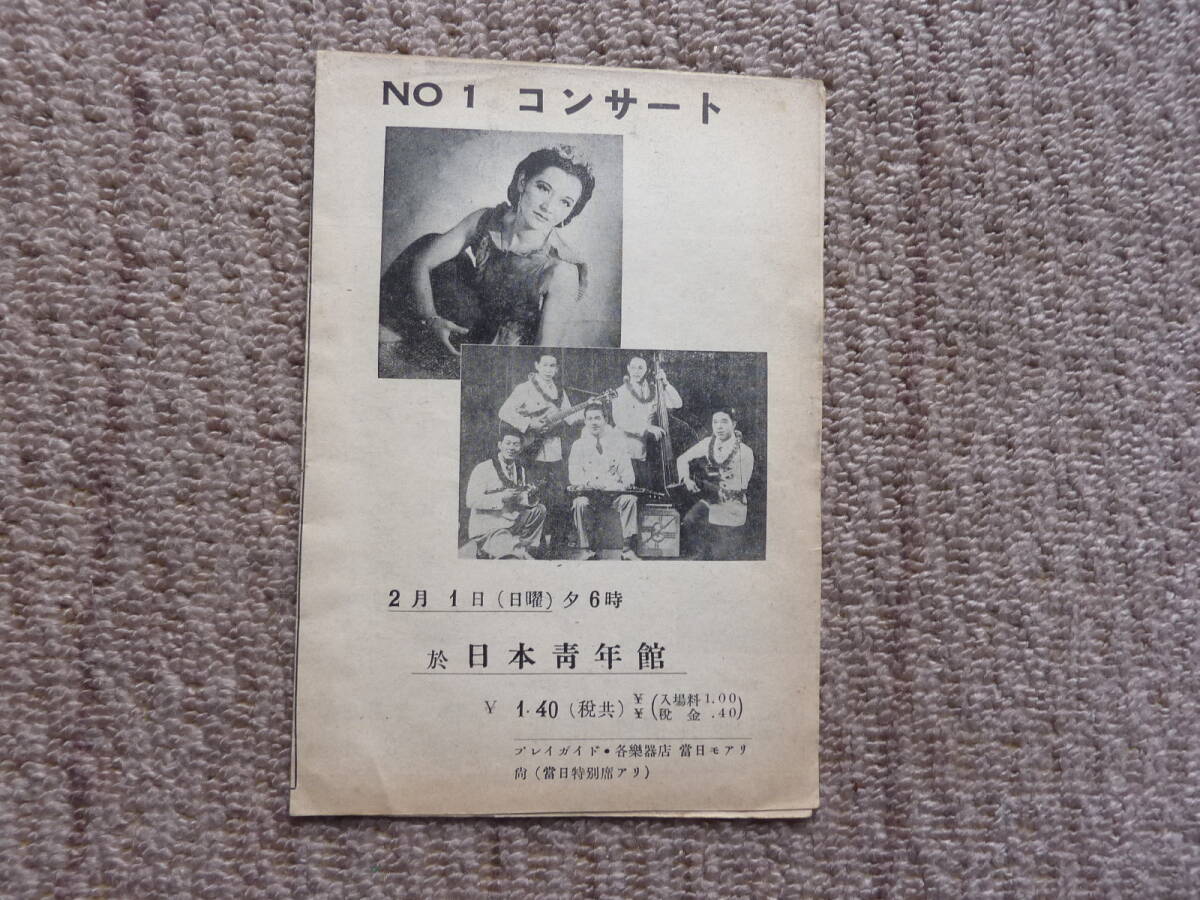 NO 1 コンサート
2月 1日(日曜)夕6時
於 日本靑年館
¥ 1.40(税共)¥(入場料1.00
¥(税金 .40)
プレイガイド・各樂器店 當日モアリ
尙(當日特別席アリ)